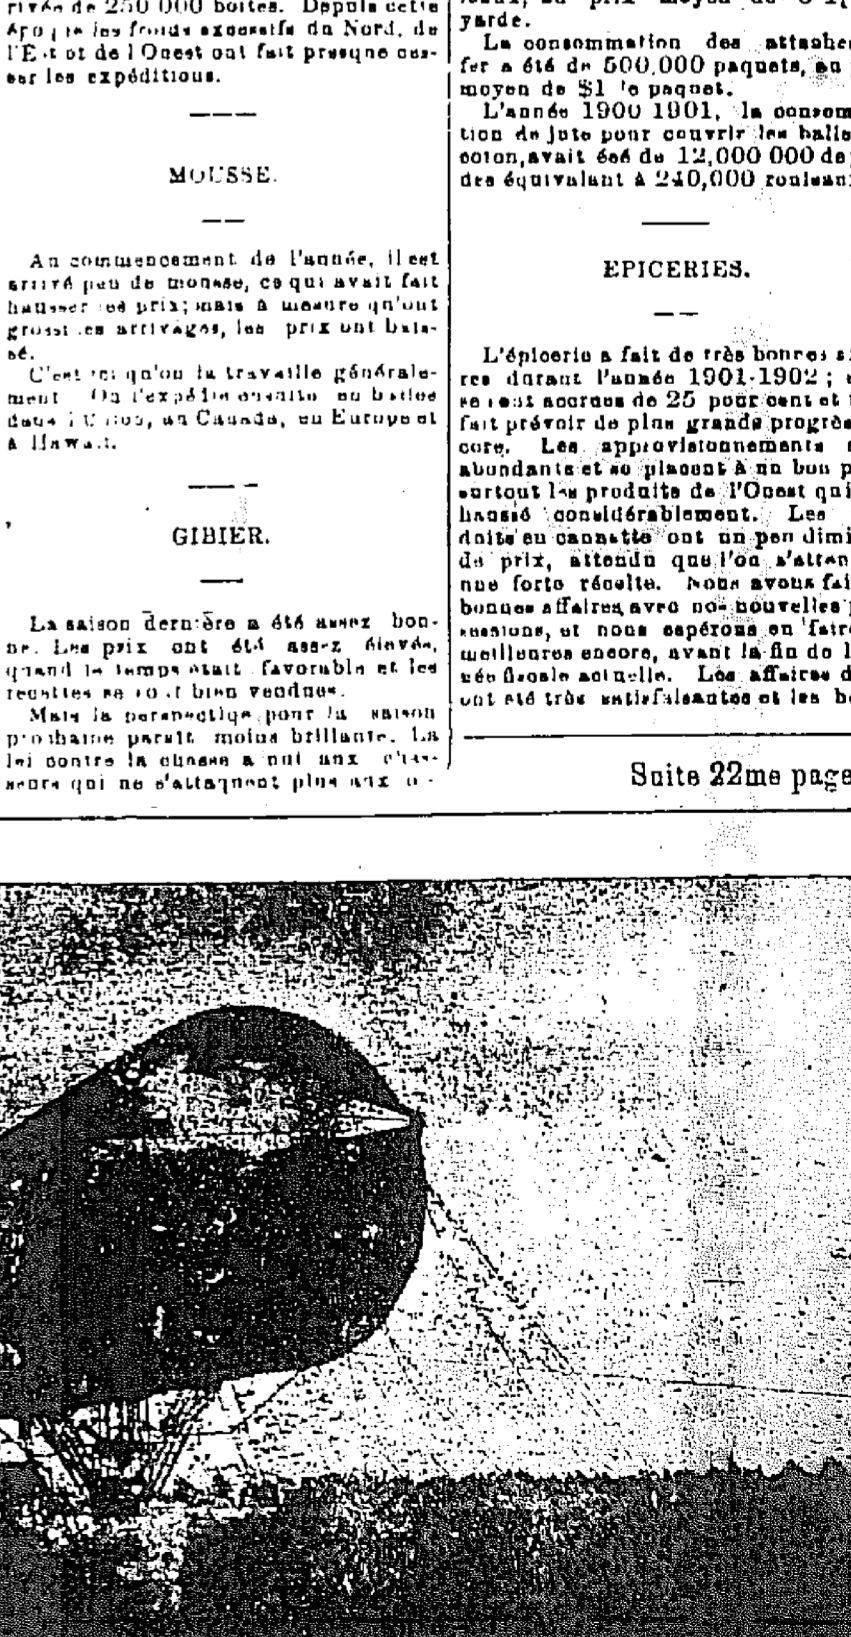 de 250 000 boîtes. Depuis cette
les froids excessifs du Nord, de
l'Est et de l'Ouest ont fait presque ces-
ser les expéditious.
MOUSSE.
Au commencement de l'année, il est
arrivé peu de mousse, ce qui avait fait
hausser les prix; mais à mesure qu'ont
grossi les arrivages, les prix ont bais-
sé.
C'est ici qu'on la travaille générale-
ment On l'expédie ensuite en balles
dans au Canada, en Europe et
à Hawaï.
GIBIER.
La saison dernière a été assez bon-
ne. Les prix ont été assez élevés,
quand le temps était favorable et les
recettes se sont bien vendues.
Mais la perspective pour la saison
prochaine paraît moins brillante. La
loi contre la chasse a nui aux chas-
seurs qui ne s'attaquent plus aux
prix moyen de
yarde.
La consommation des attaches
fer a été de 500,000 paquets, au
moyen de $1 le paquet.
L'année 1900 1901, la consom
tion de jute pour couvrir les balle
coton, avait été de 12,000 000 de
des équivalant à 240,000
EPICERIES.
L'épicerie a fait de très bonnes
res durant l'année 1901-1902 ;
se sont accrues de 25 pour cent et
fait prévoir de plus grands progrès
core. Les approvisionnements
abondants et se placent à un bon
surtout les produits de l'Ouest qui
haussé considérablement. Les
doits en cannette ont un peu dimi
de prix, attendu que l'on s'atten
une forte récolte. Nous avons fai
bonnes affaires avec nos nouvelles
sessions, et nous espérons en faire
meilleures encore, avant la fin de l
née fiscale actuelle. Les affaires d
ont été très satisfaisantes et les
Suite 22me page